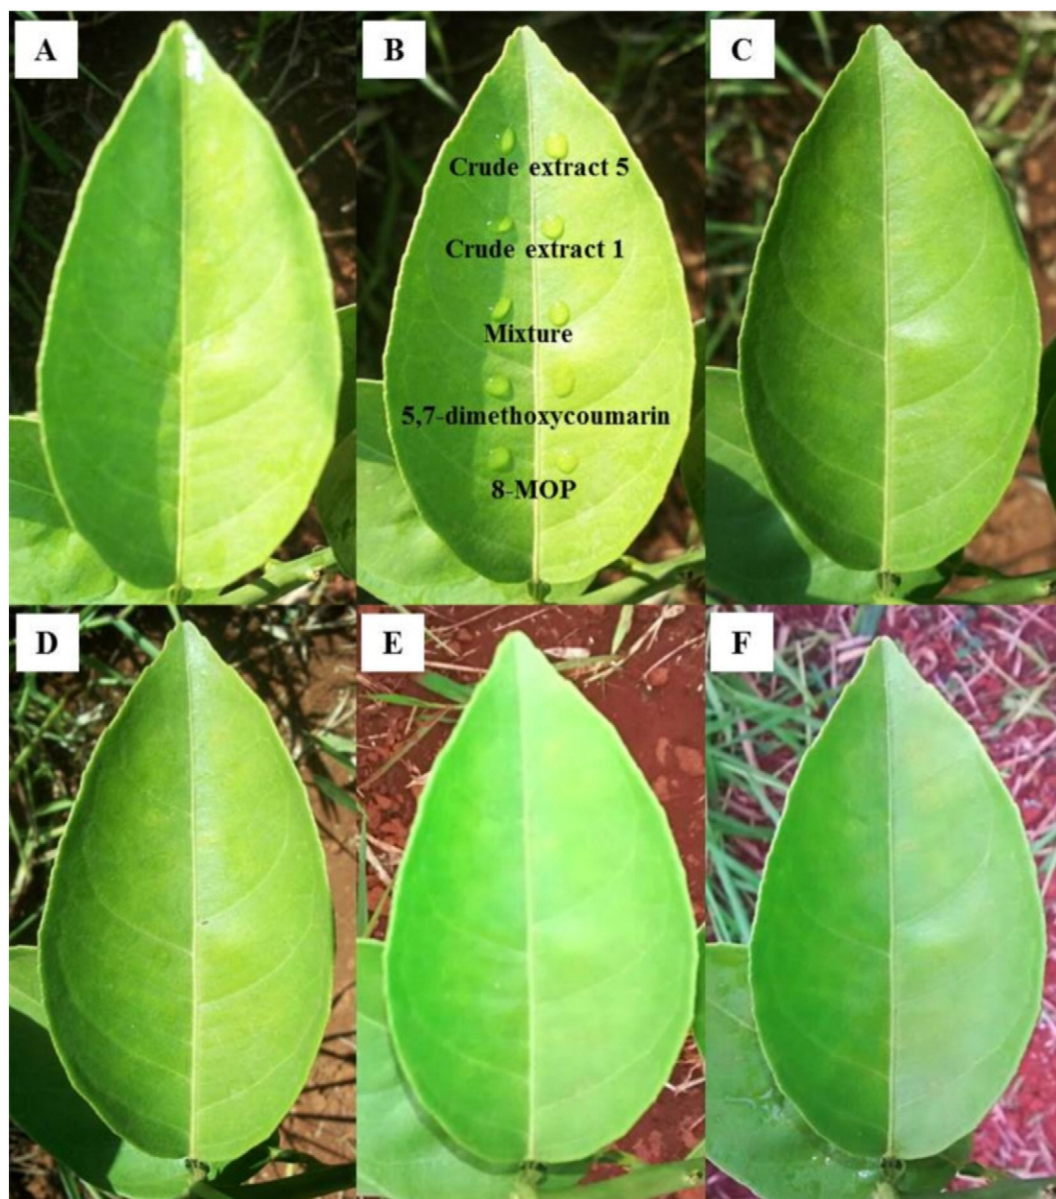 A
B
C
Crude extract 5
Crude extract 1
Mixture
5,7-dimethoxycoumarin
8-MOP
D
E
F